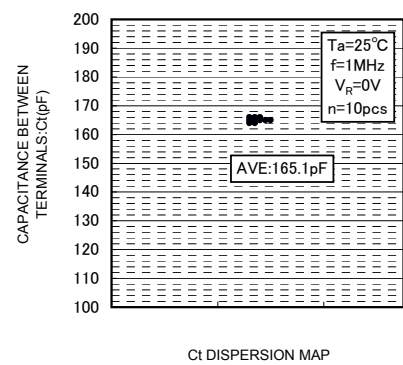 CAPACITANCE BETWEEN
TERMINALS:Ct(pF)
200
190
180
170
160
150
140
130
120
110
100
Ta=25℃
f=1MHz
VR=0V
n=10pcs
AVE:165.1pF
Ct DISPERSION MAP